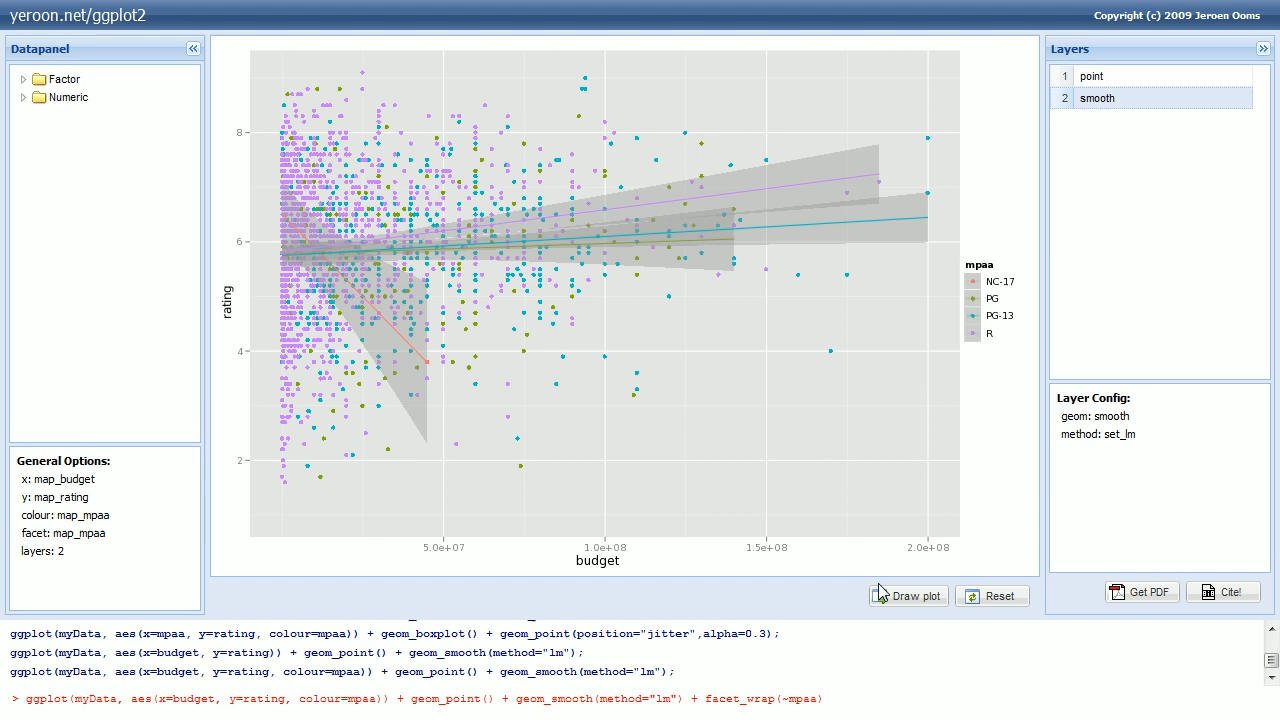 yeroon.net/ggplot2
Copyright (c) 2009 Jeroen Ooms
Datapanel
Factor
Numeric
General Options:
x: map_budget
y: map_rating
colour: map_mpaa
facet: map_mpaa
layers: 2
rating
8
6
4
2
5.0e+07 1.0e+08 1.5e+08 2.0e+08
budget
mpaa
NC-17
PG
PG-13
R
Draw plot
Reset
Layers
1 point
2 smooth
Layer Config:
geom: smooth
method: set_lm
Get PDF
Cite!
ggplot(myData, aes(x=mpaa, y=rating, colour=mpaa)) + geom_boxplot() + geom_point(position="jitter",alpha=0.3);
ggplot(myData, aes(x=budget, y=rating)) + geom_point() + geom_smooth(method="lm");
ggplot(myData, aes(x=budget, y=rating, colour=mpaa)) + geom_point() + geom_smooth(method="lm");
> ggplot(myData, aes(x=budget, y=rating, colour=mpaa)) + geom_point() + geom_smooth(method="lm") + facet_wrap(~mpaa)